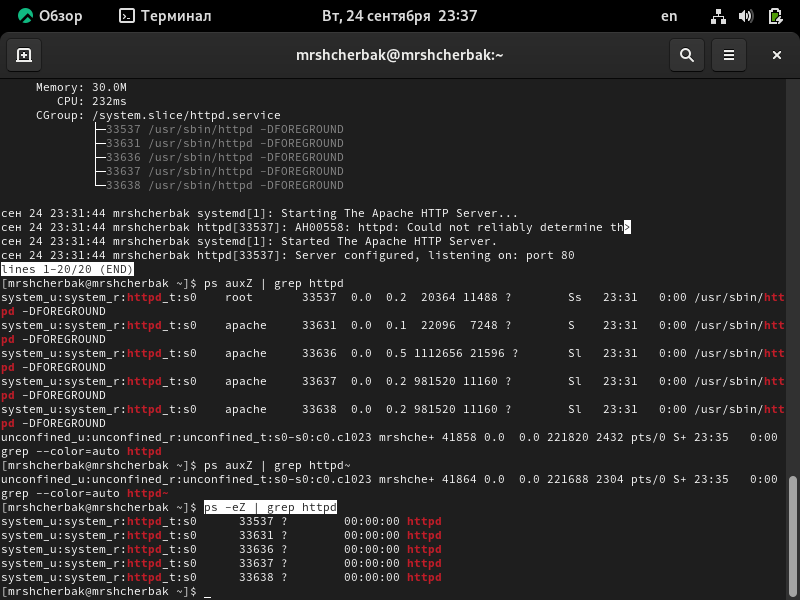 Обзор Терминал Вт, 24 сентября 23:37 en
mrshcherbak@mrshcherbak:~
Memory: 30.0M
CPU: 232ms
CGroup: /system.slice/httpd.service
├─33537 /usr/sbin/httpd -DFOREGROUND
├─33631 /usr/sbin/httpd -DFOREGROUND
├─33636 /usr/sbin/httpd -DFOREGROUND
├─33637 /usr/sbin/httpd -DFOREGROUND
└─33638 /usr/sbin/httpd -DFOREGROUND
сен 24 23:31:44 mrshcherbak systemd[1]: Starting The Apache HTTP Server...
сен 24 23:31:44 mrshcherbak httpd[33537]: AH00558: httpd: Could not reliably determine th>
сен 24 23:31:44 mrshcherbak systemd[1]: Started The Apache HTTP Server.
сен 24 23:31:44 mrshcherbak httpd[33537]: Server configured, listening on: port 80
lines 1-20/20 (END)
[mrshcherbak@mrshcherbak ~]$ ps auxZ | grep httpd
system_u:system_r:httpd_t:s0 root 33537 0.0 0.2 20364 11488 ? Ss 23:31 0:00 /usr/sbin/htt
pd -DFOREGROUND
system_u:system_r:httpd_t:s0 apache 33631 0.0 0.1 22096 7248 ? S 23:31 0:00 /usr/sbin/htt
pd -DFOREGROUND
system_u:system_r:httpd_t:s0 apache 33636 0.0 0.5 1112656 21596 ? Sl 23:31 0:00 /usr/sbin/htt
pd -DFOREGROUND
system_u:system_r:httpd_t:s0 apache 33637 0.0 0.2 981520 11160 ? Sl 23:31 0:00 /usr/sbin/htt
pd -DFOREGROUND
system_u:system_r:httpd_t:s0 apache 33638 0.0 0.2 981520 11160 ? Sl 23:31 0:00 /usr/sbin/htt
pd -DFOREGROUND
unconfined_u:unconfined_r:unconfined_t:s0-s0:c0.c1023 mrshche+ 41858 0.0 0.0 221820 2432 pts/0 S+ 23:35 0:00
grep --color=auto httpd
[mrshcherbak@mrshcherbak ~]$ ps auxZ | grep httpd~
unconfined_u:unconfined_r:unconfined_t:s0-s0:c0.c1023 mrshche+ 41864 0.0 0.0 221688 2304 pts/0 S+ 23:35 0:00
grep --color=auto httpd~
[mrshcherbak@mrshcherbak ~]$ ps -eZ | grep httpd
system_u:system_r:httpd_t:s0 33537 ? 00:00:00 httpd
system_u:system_r:httpd_t:s0 33631 ? 00:00:00 httpd
system_u:system_r:httpd_t:s0 33636 ? 00:00:00 httpd
system_u:system_r:httpd_t:s0 33637 ? 00:00:00 httpd
system_u:system_r:httpd_t:s0 33638 ? 00:00:00 httpd
[mrshcherbak@mrshcherbak ~]$ _